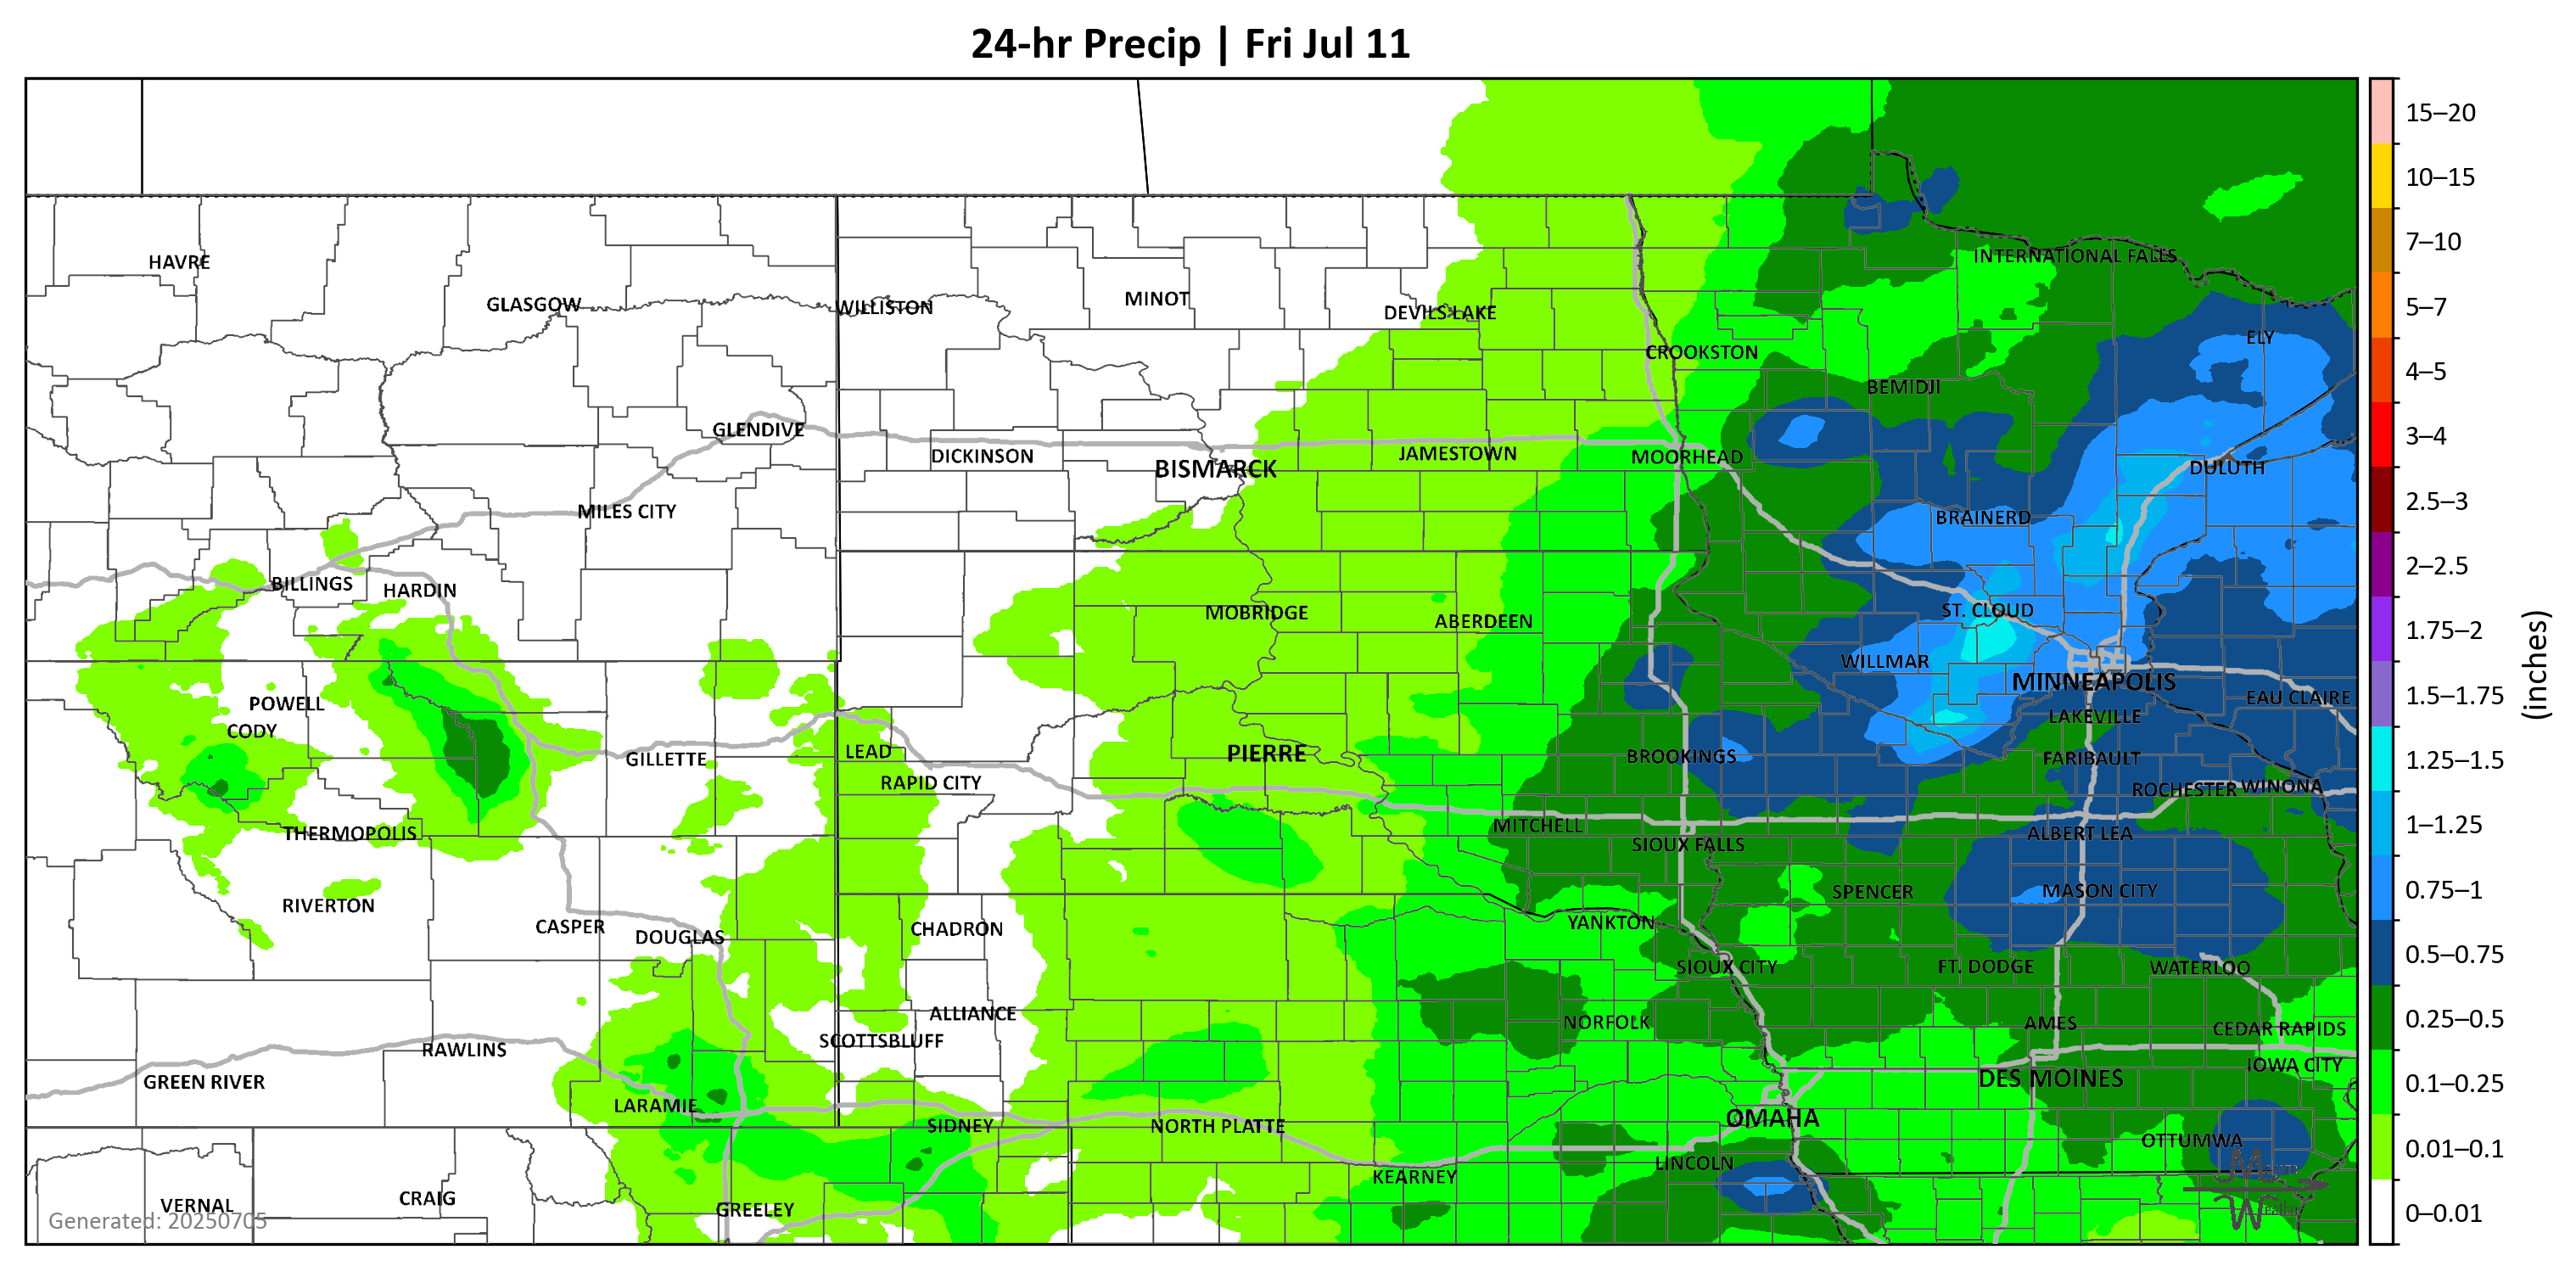 24-hr Precip | Fri Jul 11
15–20
10–15
7–10
5–7
4–5
3–4
2.5–3
2–2.5
1.75–2
1.5–1.75
1.25–1.5
1–1.25
0.75–1
0.5–0.75
0.25–0.5
0.1–0.25
0.01–0.1
0–0.01
(inches)
INTERNATIONAL FALLS
HAVRE
GLASGOW
WILLISTON
MINOT
DEVILS LAKE
ELY
CROOKSTON
BEMIDJI
GLENDIVE
DICKINSON
BISMARCK
JAMESTOWN
MOORHEAD
DULUTH
MILES CITY
BRAINERD
BILLINGS
HARDIN
MOBRIDGE
ABERDEEN
ST. CLOUD
WILLMAR
MINNEAPOLIS
EAU CLAIRE
POWELL
CODY
LAKEVILLE
GILLETTE
LEAD
PIERRE
BROOKINGS
FARIBAULT
RAPID CITY
ROCHESTER
WINONA
THERMOPOLIS
MITCHELL
ALBERT LEA
SIOUX FALLS
SPENCER
MASON CITY
RIVERTON
CASPER
DOUGLAS
CHADRON
YANKTON
SIOUX CITY
FT. DODGE
WATERLOO
ALLIANCE
NORFOLK
AMES
CEDAR RAPIDS
SCOTTSBLUFF
RAWLINS
IOWA CITY
GREEN RIVER
DES MOINES
LARAMIE
SIDNEY
NORTH PLATTE
OMAHA
OTTUMWA
LINCOLN
KEARNEY
VERNAL
CRAIG
GREELEY
Generated: 20250705